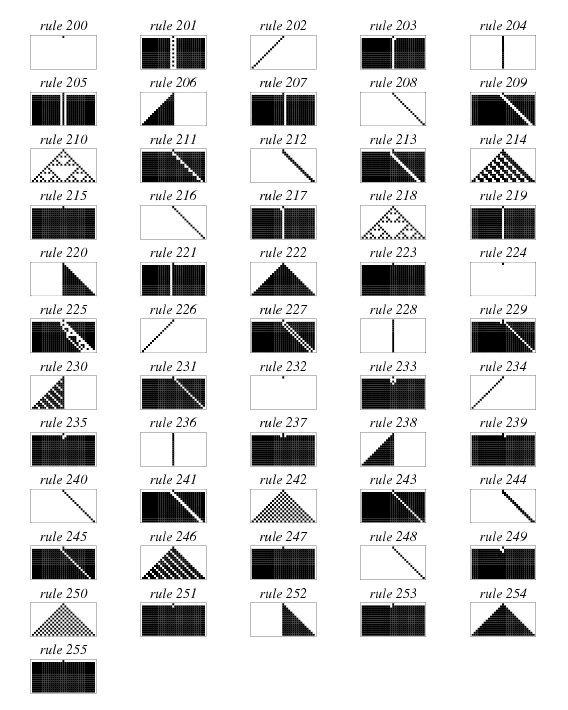 rule 200 rule 201 rule 202 rule 203 rule 204
rule 205 rule 206 rule 207 rule 208 rule 209
rule 210 rule 211 rule 212 rule 213 rule 214
rule 215 rule 216 rule 217 rule 218 rule 219
rule 220 rule 221 rule 222 rule 223 rule 224
rule 225 rule 226 rule 227 rule 228 rule 229
rule 230 rule 231 rule 232 rule 233 rule 234
rule 235 rule 236 rule 237 rule 238 rule 239
rule 240 rule 241 rule 242 rule 243 rule 244
rule 245 rule 246 rule 247 rule 248 rule 249
rule 250 rule 251 rule 252 rule 253 rule 254
rule 255